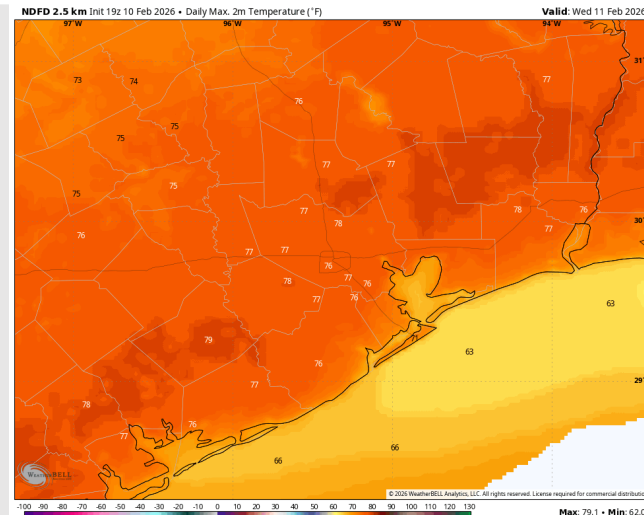 NDFD 2.5 km Init 19z 10 Feb 2026 • Daily Max. 2m Temperature (°F)
Valid: Wed 11 Feb 2026
97°W 96°W 95°W 94°W
31°
73 74 77
76
75
75
77 77
75
75
77 78 76
78
30°
76 77
77 77
76
78 77 76
77 76
63
79
63
76
29°
77
78
76
77
66
66
WeatherBELL
© 2026 WeatherBELL Analytics, LLC. All rights reserved. License required for commercial distribu
-100 -90 -80 -70 -60 -50 -40 -30 -20 -10 0 10 20 30 40 50 60 70 80 90 100 110 120 130
Max: 79.1 • Min: 62.